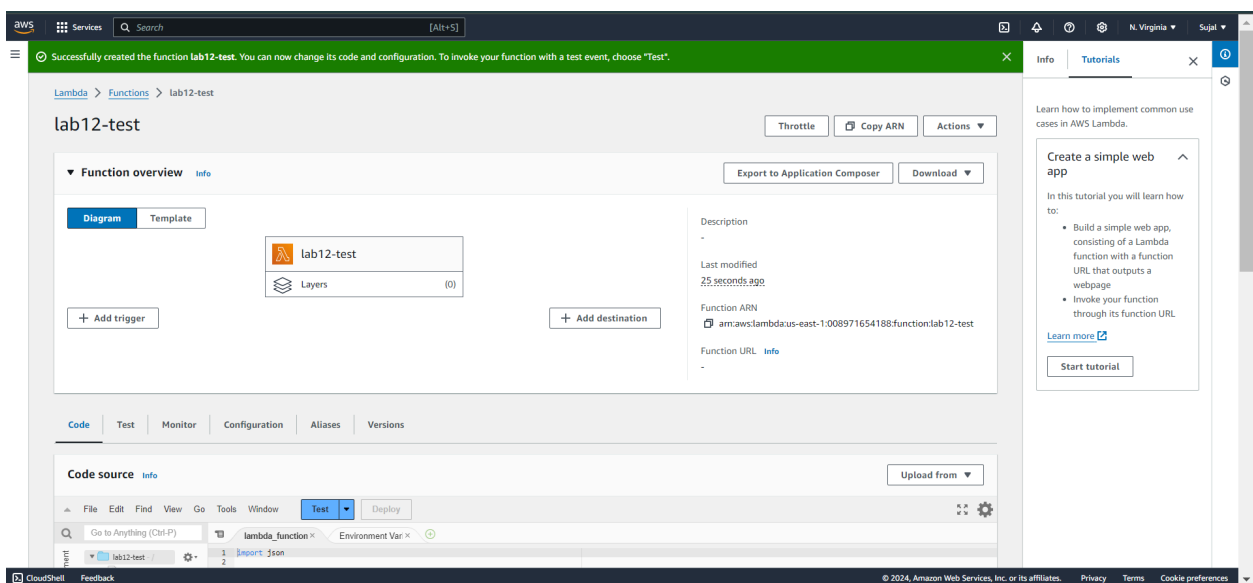 aws
Services
Search [Alt+S]
N. Virginia ▼
Sujal ▼
Successfully created the function lab12-test. You can now change its code and configuration. To invoke your function with a test event, choose "Test".
Lambda > Functions > lab12-test
lab12-test
Throttle
Copy ARN
Actions ▼
▼ Function overview Info
Export to Application Composer
Download ▼
Diagram
Template
lab12-test
Layers (0)
+ Add trigger
+ Add destination
Description
-
Last modified
25 seconds ago
Function ARN
arn:aws:lambda:us-east-1:008971654188:function:lab12-test
Function URL Info
-
Code
Test
Monitor
Configuration
Aliases
Versions
Code source Info
Upload from ▼
File Edit Find View Go Tools Window
Test
Deploy
Go to Anything (Ctrl-P)
lambda_function ×
Environment Vari ×
lab12-test
1 import json
2
Info
Tutorials
Learn how to implement common use
cases in AWS Lambda.
Create a simple web
app
In this tutorial you will learn how
to:
• Build a simple web app,
consisting of a Lambda
function with a function
URL that outputs a
webpage
• Invoke your function
through its function URL
Learn more
Start tutorial
CloudShell Feedback
© 2024, Amazon Web Services, Inc. or its affiliates. Privacy Terms Cookie preferences